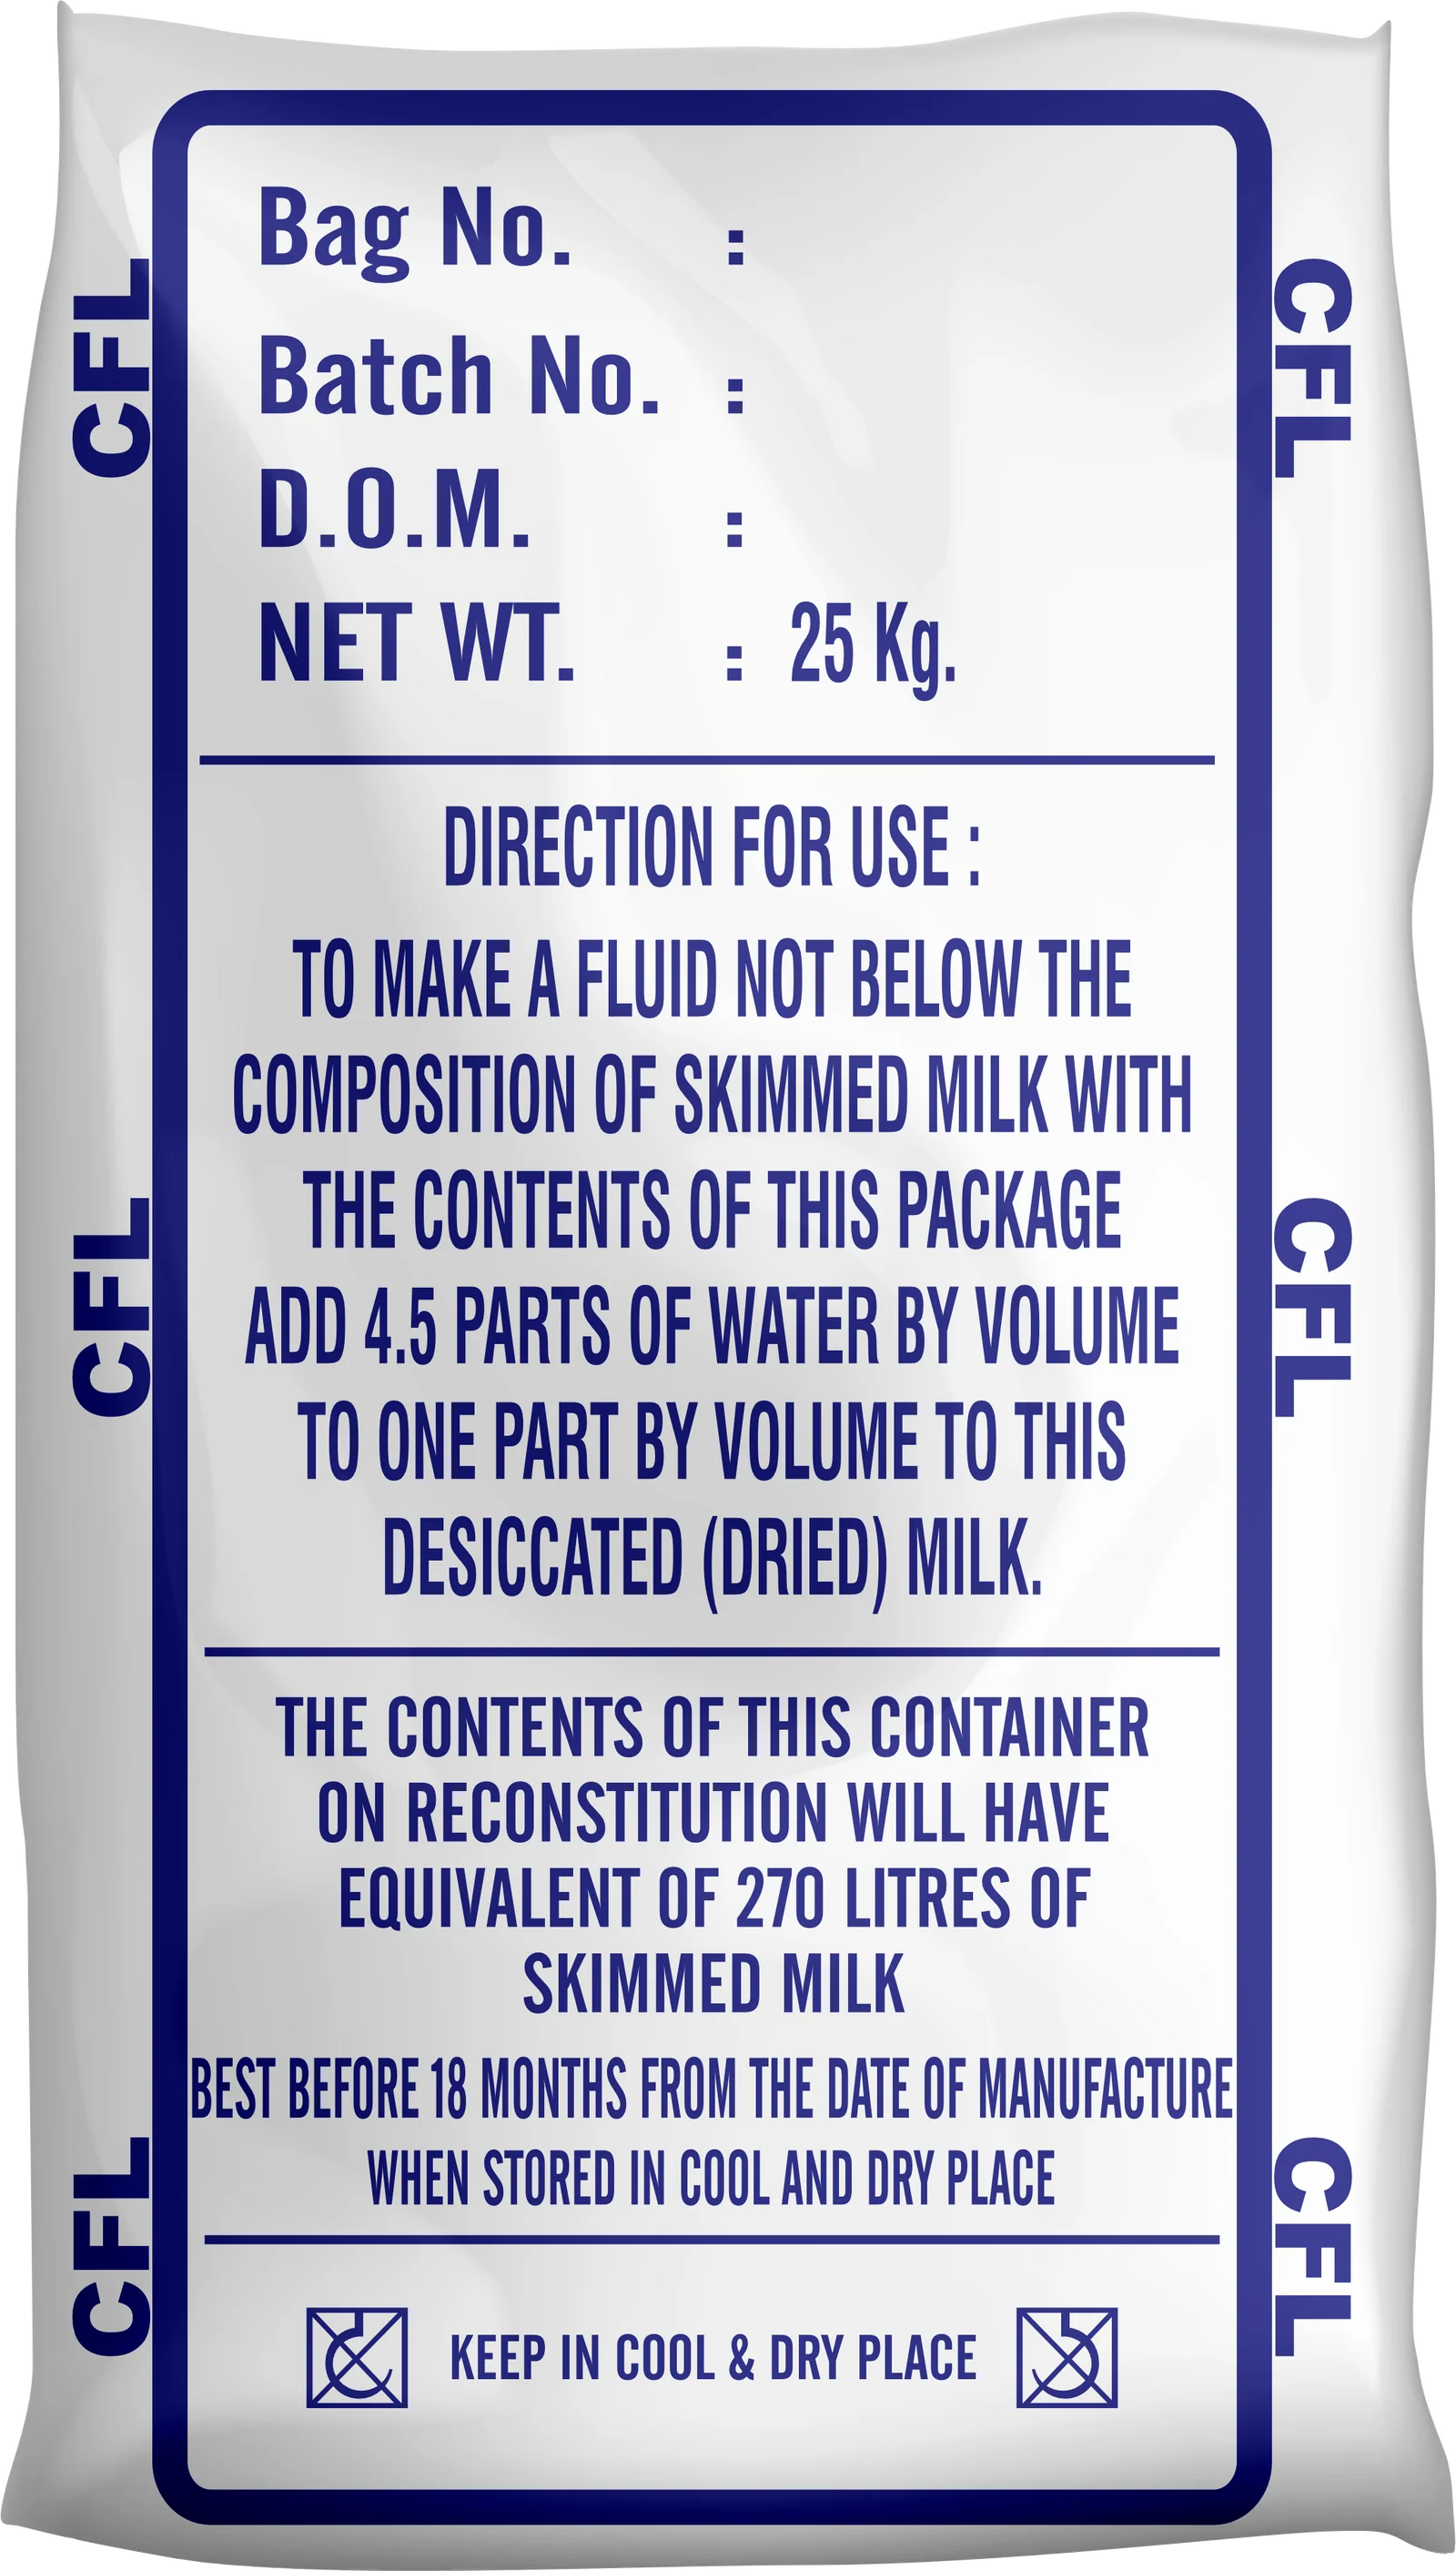 Bag No. :
Batch No. :
D.O.M. :
NET WT. : 25 Kg.
DIRECTION FOR USE :
TO MAKE A FLUID NOT BELOW THE
COMPOSITION OF SKIMMED MILK WITH
THE CONTENTS OF THIS PACKAGE
ADD 4.5 PARTS OF WATER BY VOLUME
TO ONE PART BY VOLUME TO THIS
DESICCATED (DRIED) MILK.
THE CONTENTS OF THIS CONTAINER
ON RECONSTITUTION WILL HAVE
EQUIVALENT OF 270 LITRES OF
SKIMMED MILK
BEST BEFORE 18 MONTHS FROM THE DATE OF MANUFACTURE
WHEN STORED IN COOL AND DRY PLACE
KEEP IN COOL & DRY PLACE
CFL
CFL
CFL
CFL
CFL
CFL